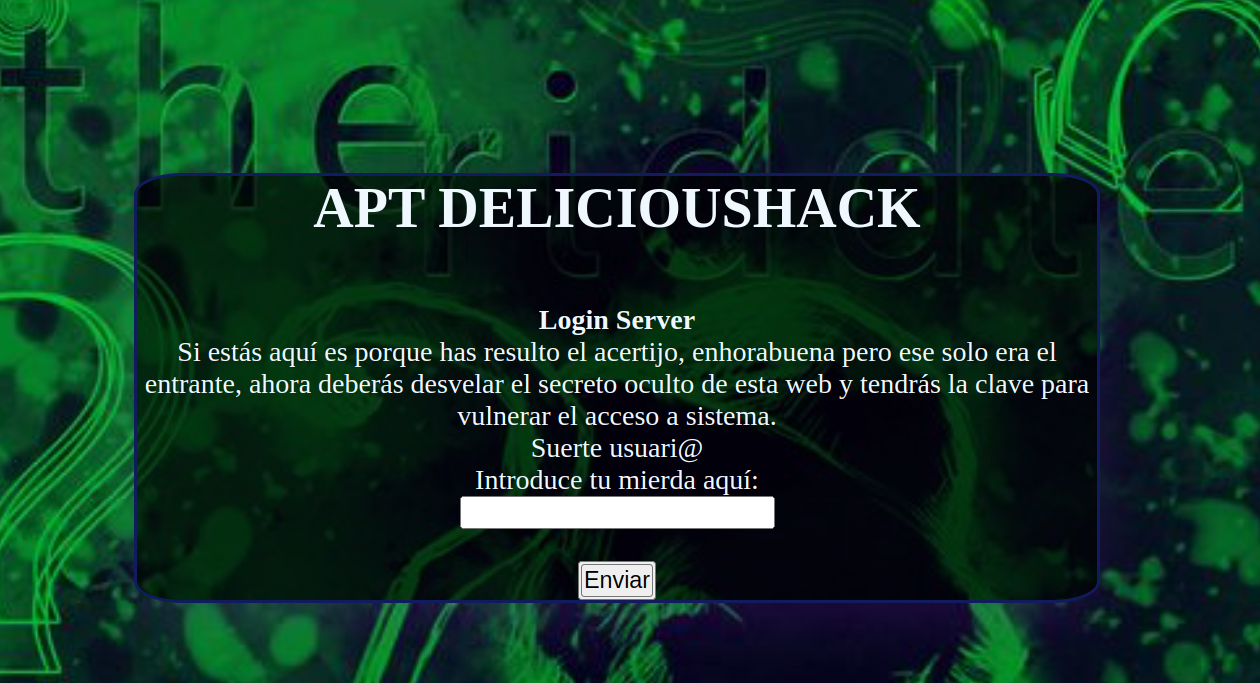 the riddle
APT DELICIOUSHACK
Login Server
Si estás aquí es porque has resulto el acertijo, enhorabuena pero ese solo era el
entrante, ahora deberás desvelar el secreto oculto de esta web y tendrás la clave para
vulnerar el acceso a sistema.
Suerte usuari@
Introduce tu mierda aquí:
Enviar